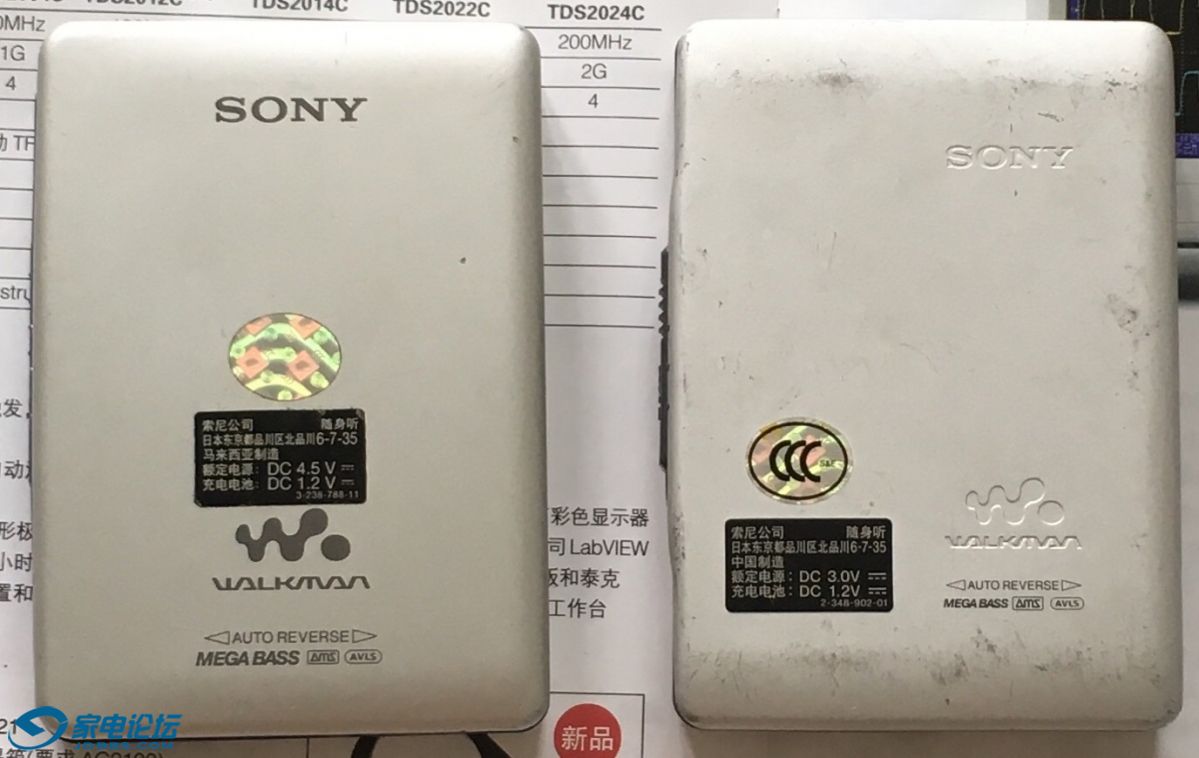 TDS2014C
TDS2022C
TDS2024C
200MHz
1G
2G
4
4
SONY
索尼公司 随身听
日本东京都品川区北品川6-7-35
马来西亚制造
额定电源: DC 4.5 V
充电电池: DC 1.2 V
3-238-788-11
WALKMAN
AUTO REVERSE
MEGA BASS AMS AVLS
SONY
CCC
S&E
索尼公司 随身听
日本东京都品川区北品川6-7-35
中国制造
额定电源: DC 3.0V
充电电池: DC 1.2V
2-348-902-01
WALKMAN
AUTO REVERSE
MEGA BASS AMS AVLS
彩色显示器
司 LabVIEW
版和泰克
工作台
新品
家电论坛